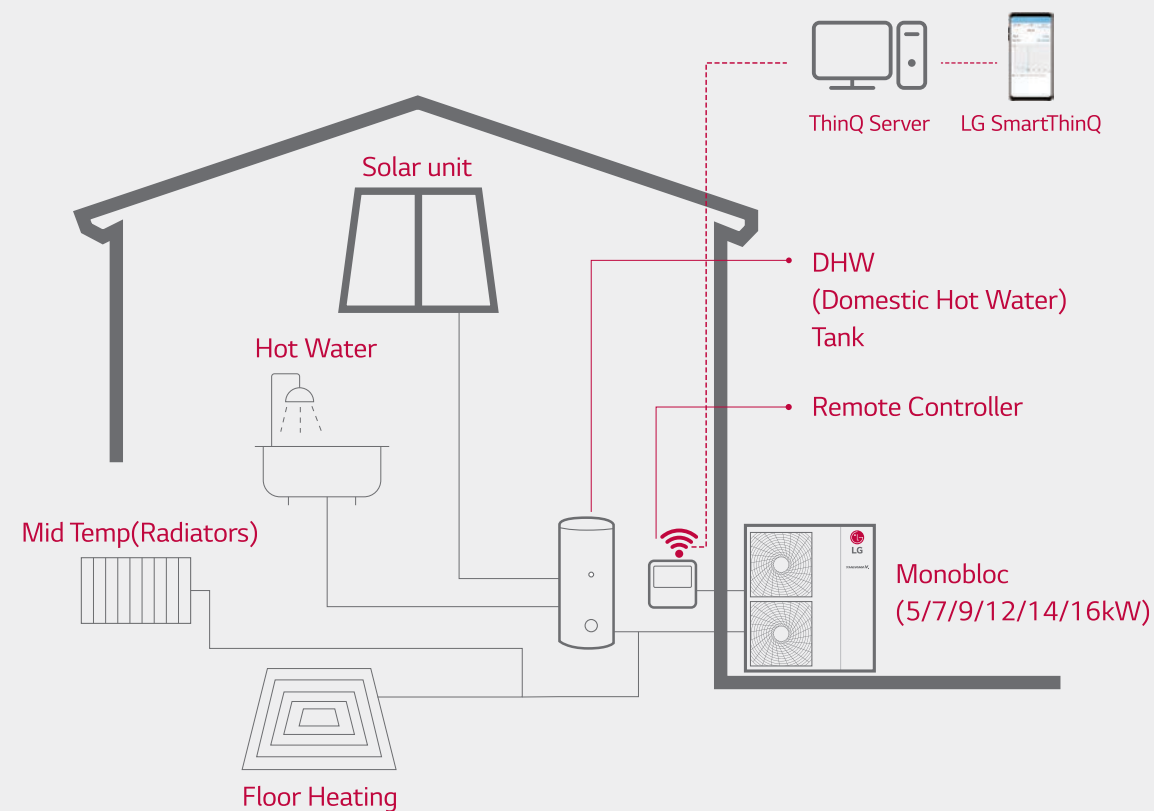 ThinQ Server
LG SmartThinQ
Solar unit
DHW
(Domestic Hot Water)
Tank
Hot Water
Remote Controller
Mid Temp(Radiators)
LG
THERMA V
Monobloc
(5/7/9/12/14/16kW)
Floor Heating